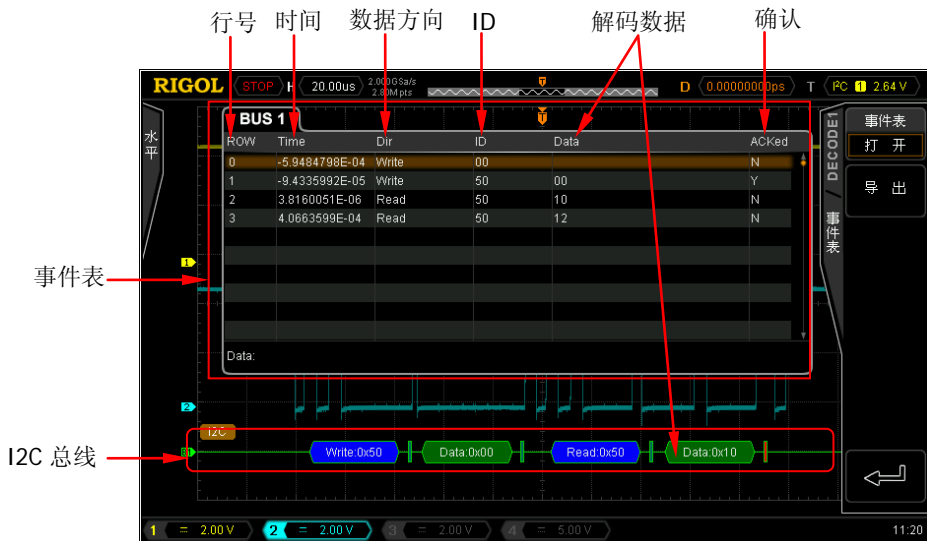 行号 时间 数据方向 ID 解码数据 确认
RIGOL STOP H 20.00us 2.000GSa/s 2.80M pts T D 0.00000000ps T I²C 1 2.64 V
水平
BUS 1
T
ROW Time Dir ID Data ACKed
0 -5.9484798E-04 Write 00 N
1 -9.4335992E-05 Write 50 00 Y
2 3.8160051E-06 Read 50 10 N
3 4.0663599E-04 Read 50 12 N
Data:
DECODE1
事件表
事件表
打 开
导 出
事件表
1
2
I2C
I2C 总线
Write:0x50 Data:0x00 Read:0x50 Data:0x10
1 = 2.00 V 2 = 2.00 V 3 = 2.00 V 4 = 5.00 V 11:20